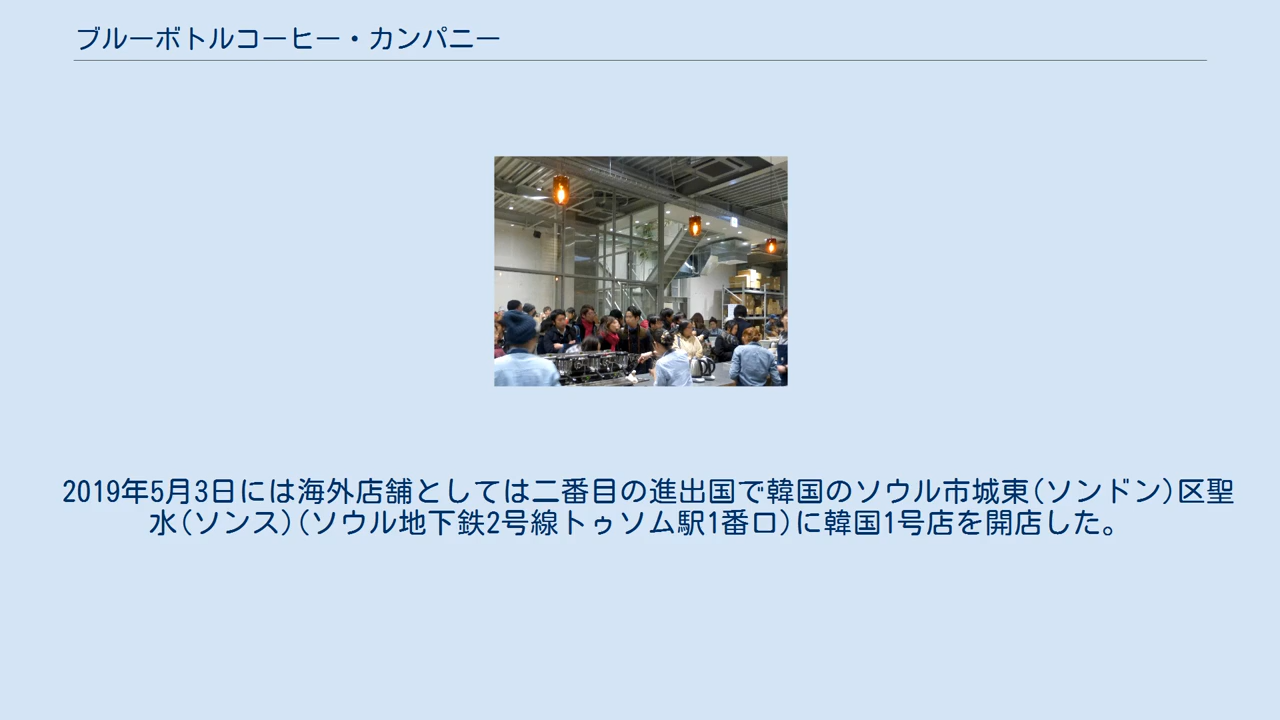 ブルーボトルコーヒー・カンパニー
2019年5月3日には海外店舗としては二番目の進出国で韓国のソウル市城東(ソンドン)区聖
水(ソンス)(ソウル地下鉄2号線トゥソム駅1番口)に韓国1号店を開店した。